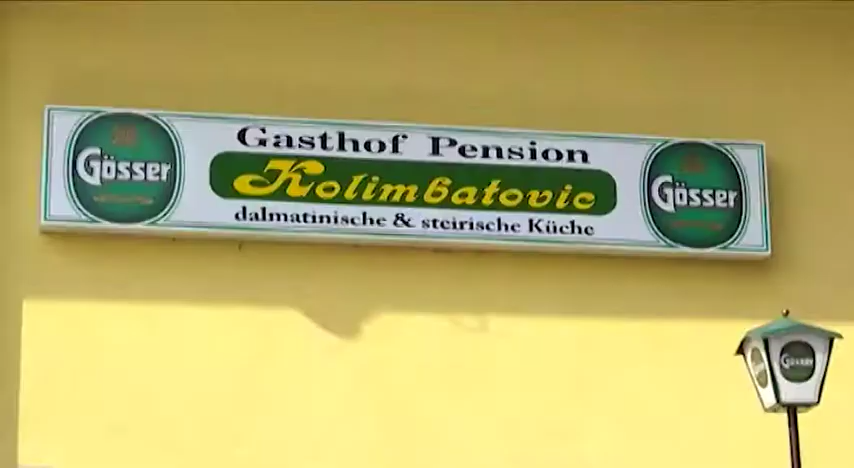 Gösser
Gasthof Pension
Kolimbatovic
dalmatinische & steirische Küche
Gösser
Gösser